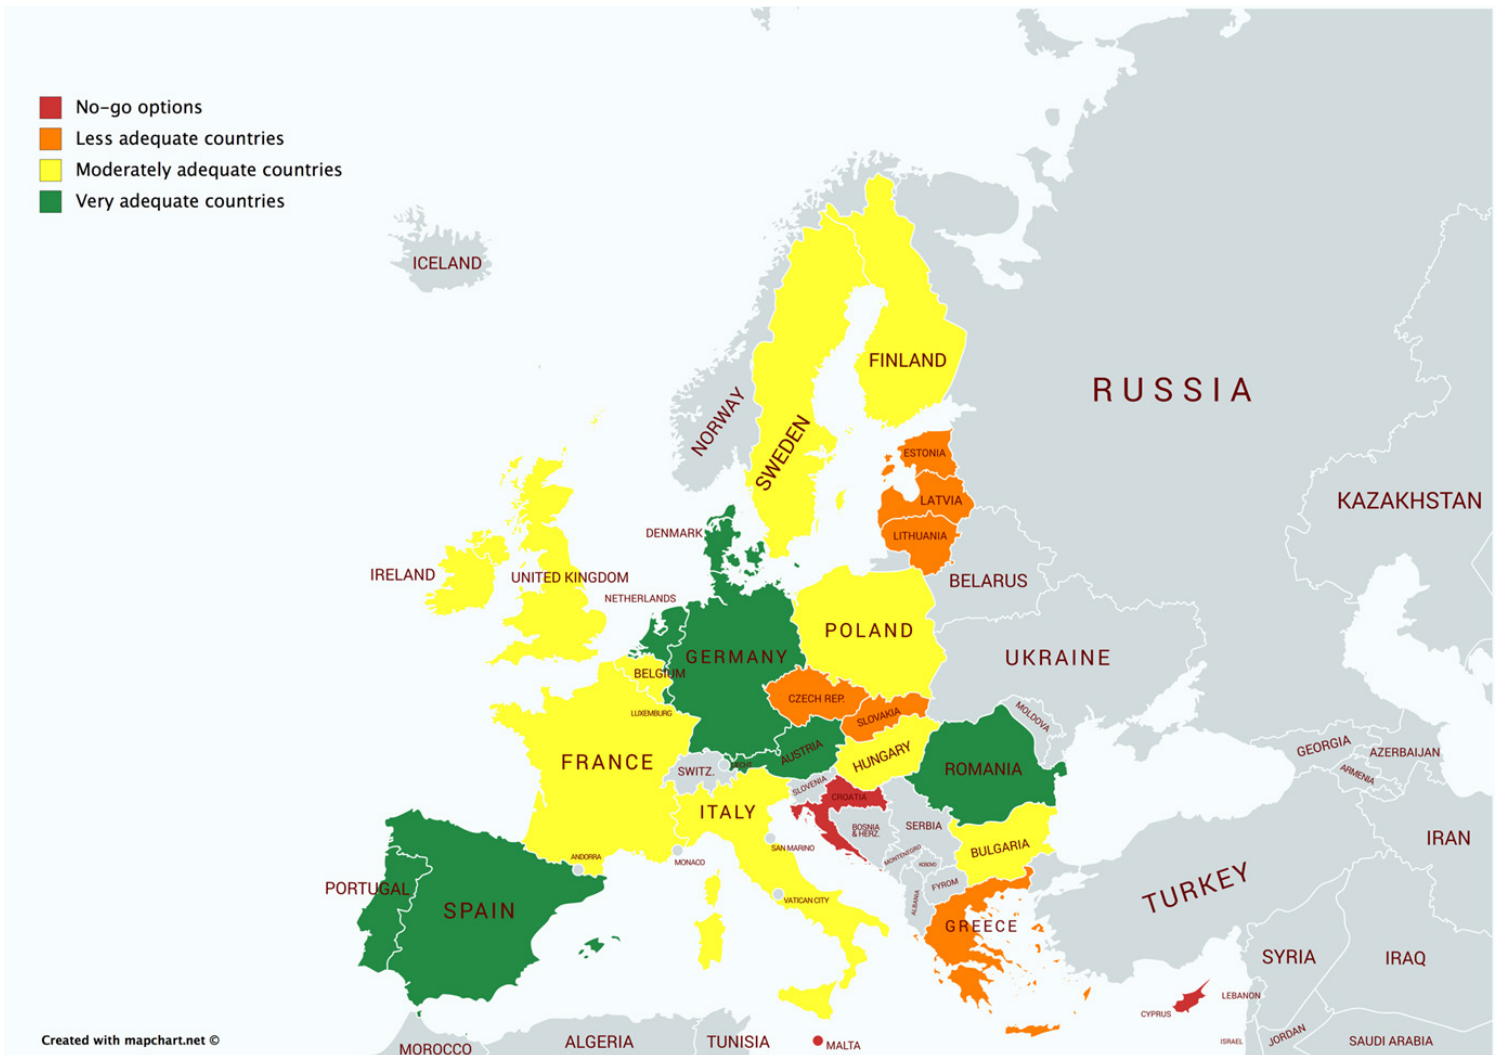 No-go options
Less adequate countries
Moderately adequate countries
Very adequate countries
ICELAND
RUSSIA
FINLAND
NORWAY
SWEDEN
ESTONIA
LATVIA
LITHUANIA
KAZAKHSTAN
DENMARK
IRELAND
UNITED KINGDOM
NETHERLANDS
BELARUS
POLAND
GERMANY
UKRAINE
BELGIUM
LUXEMBURG
CZECH REP.
SLOVAKIA
MOLDOVA
FRANCE
SWITZ.
LIECHT.
AUSTRIA
HUNGARY
ROMANIA
GEORGIA
AZERBAIJAN
ARMENIA
SLOVENIA
CROATIA
ITALY
BOSNIA
& HERZ.
SERBIA
SAN MARINO
MONACO
ANDORRA
MONTENEGRO
KOSOVO
BULGARIA
IRAN
PORTUGAL
SPAIN
VATICAN CITY
ALBANIA
FYROM
GREECE
TURKEY
SYRIA
IRAQ
LEBANON
CYPRUS
ISRAEL
JORDAN
SAUDI ARABIA
Created with mapchart.net ©
MOROCCO
ALGERIA
TUNISIA
MALTA